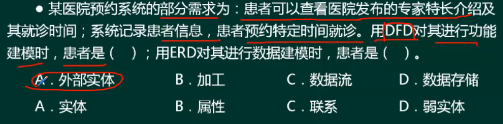 ● 某医院预约系统的部分需求为:患者可以查看医院发布的专家特长介绍及
其就诊时间;系统记录患者信息,患者预约特定时间就诊。用DFD对其进行功能
建模时,患者是( );用ERD对其进行数据建模时,患者是( )。
A.外部实体 B.加工 C.数据流 D.数据存储
A.实体 B.属性 C.联系 D.弱实体